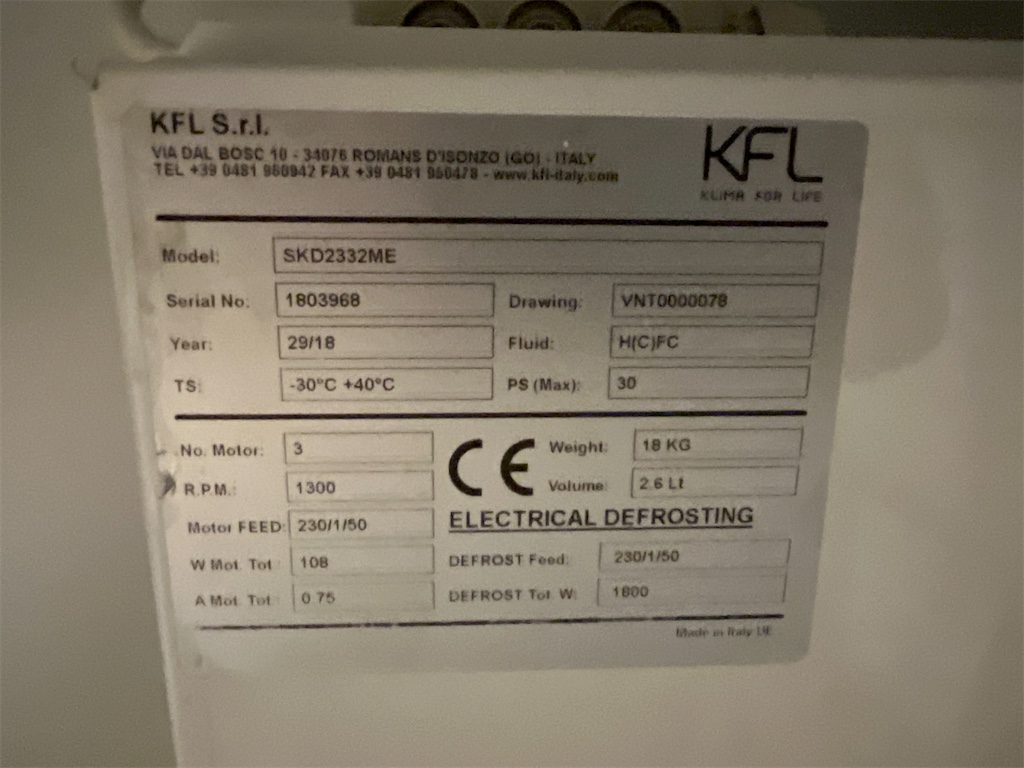 KFL S.r.l.
VIA DAL BOSC 10 - 34076 ROMANS D'ISONZO (GO) - ITALY
TEL +39 0481 960942 FAX +39 0481 950478 - www.kfl-italy.com
KFL
KLIMA FOR LIFE
Model: SKD2332ME
Serial No: 1803968 Drawing: VNT0000078
Year: 29/18 Fluid: H(C)FC
TS: -30°C +40°C PS (Max): 30
No. Motor: 3 CE Weight: 18 KG
R.P.M.: 1300 Volume: 2.6 Lt
Motor FEED: 230/1/50 ELECTRICAL DEFROSTING
W Mot. Tot.: 108 DEFROST Feed: 230/1/50
A Mot. Tot.: 0.75 DEFROST Tot. W: 1800
Made in Italy UE